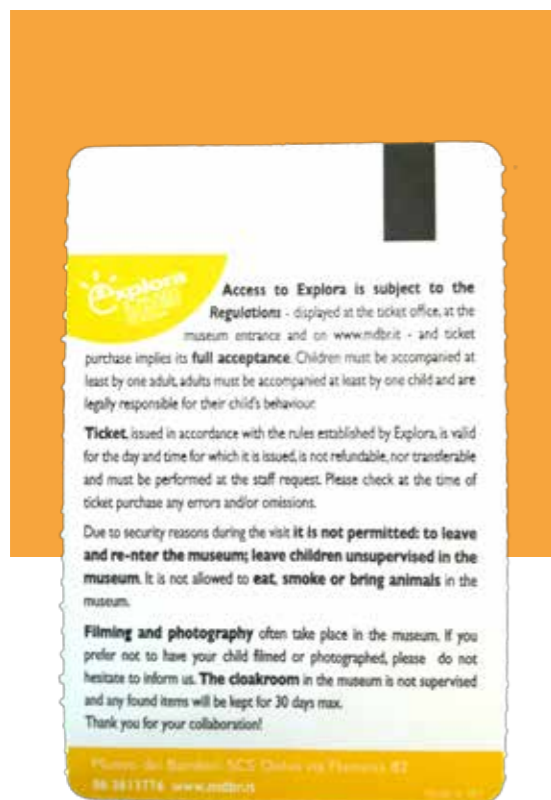 explora
Access to Explora is subject to the
Regulations - displayed at the ticket office, at the
museum entrance and on www.mdbr.it - and ticket
purchase implies its full acceptance. Children must be accompanied at
least by one adult, adults must be accompanied at least by one child and are
legally responsible for their child's behaviour.
Ticket, issued in accordance with the rules established by Explora, is valid
for the day and time for which it is issued, is not refundable, nor transferable
and must be performed at the staff request. Please check at the time of
ticket purchase any errors and/or omissions.
Due to security reasons during the visit it is not permitted: to leave
and re-nter the museum; leave children unsupervised in the
museum. It is not allowed to eat, smoke or bring animals in the
museum.
Filming and photography often take place in the museum. If you
prefer not to have your child filmed or photographed, please do not
hesitate to inform us. The cloakroom in the museum is not supervised
and any found items will be kept for 30 days max.
Thank you for your collaboration!
Museo dei Bambini SCS Onlus via Flaminia 82
06 3613776 www.mdbr.it